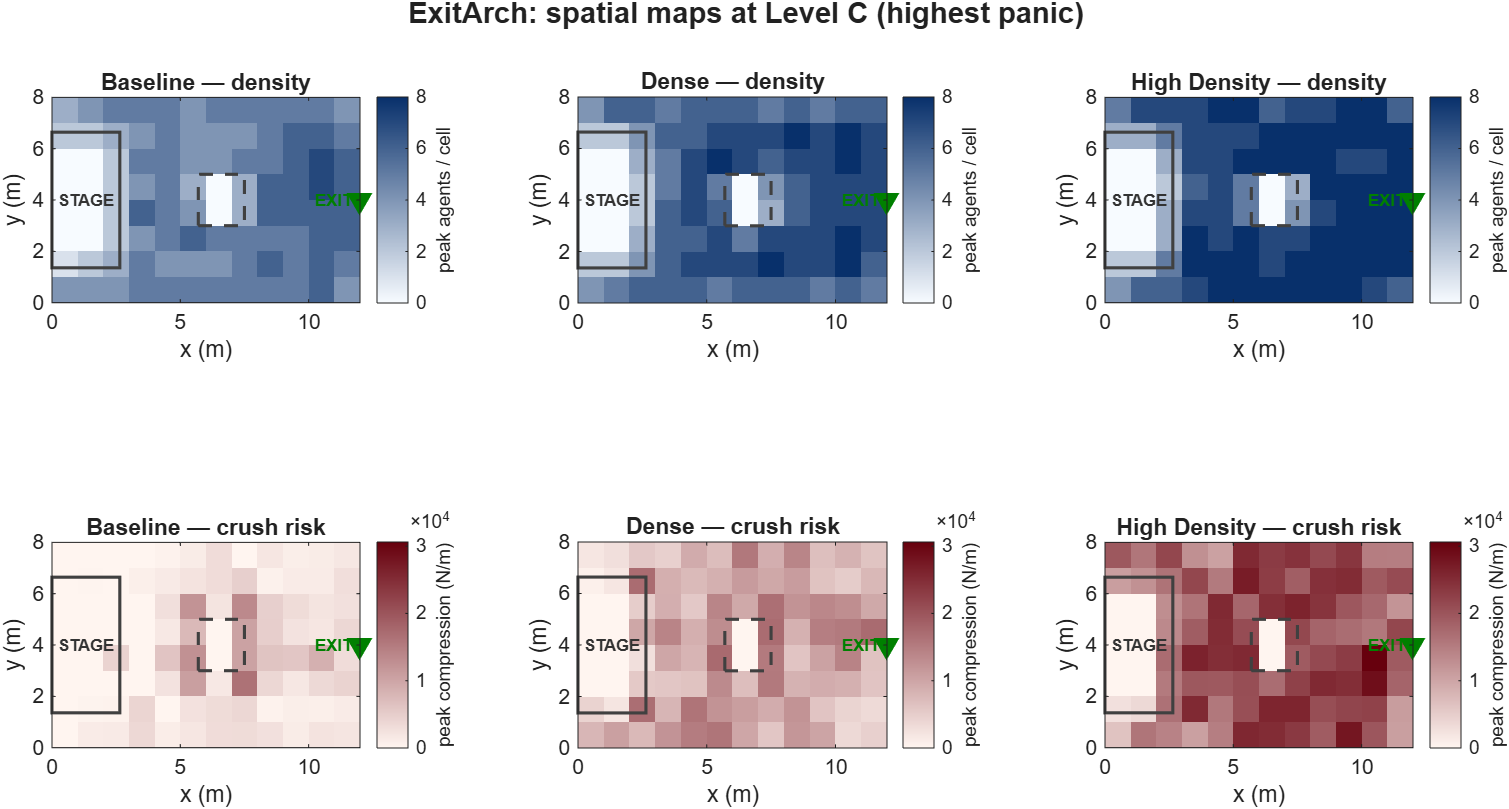 ExitArch: spatial maps at Level C (highest panic)
Baseline — density
8
6
4
2
0
y (m)
STAGE
EXIT
0
5
10
x (m)
8
6
4
2
0
peak agents / cell
Dense — density
8
6
4
2
0
y (m)
STAGE
EXIT
0
5
10
x (m)
8
6
4
2
0
peak agents / cell
High Density — density
8
6
4
2
0
y (m)
STAGE
EXIT
0
5
10
x (m)
8
6
4
2
0
peak agents / cell
Baseline — crush risk
×10⁴
8
6
4
2
0
y (m)
STAGE
EXIT
0
5
10
x (m)
3
2
1
0
peak compression (N/m)
Dense — crush risk
×10⁴
8
6
4
2
0
y (m)
STAGE
EXIT
0
5
10
x (m)
3
2
1
0
peak compression (N/m)
High Density — crush risk
×10⁴
8
6
4
2
0
y (m)
STAGE
EXIT
0
5
10
x (m)
3
2
1
0
peak compression (N/m)